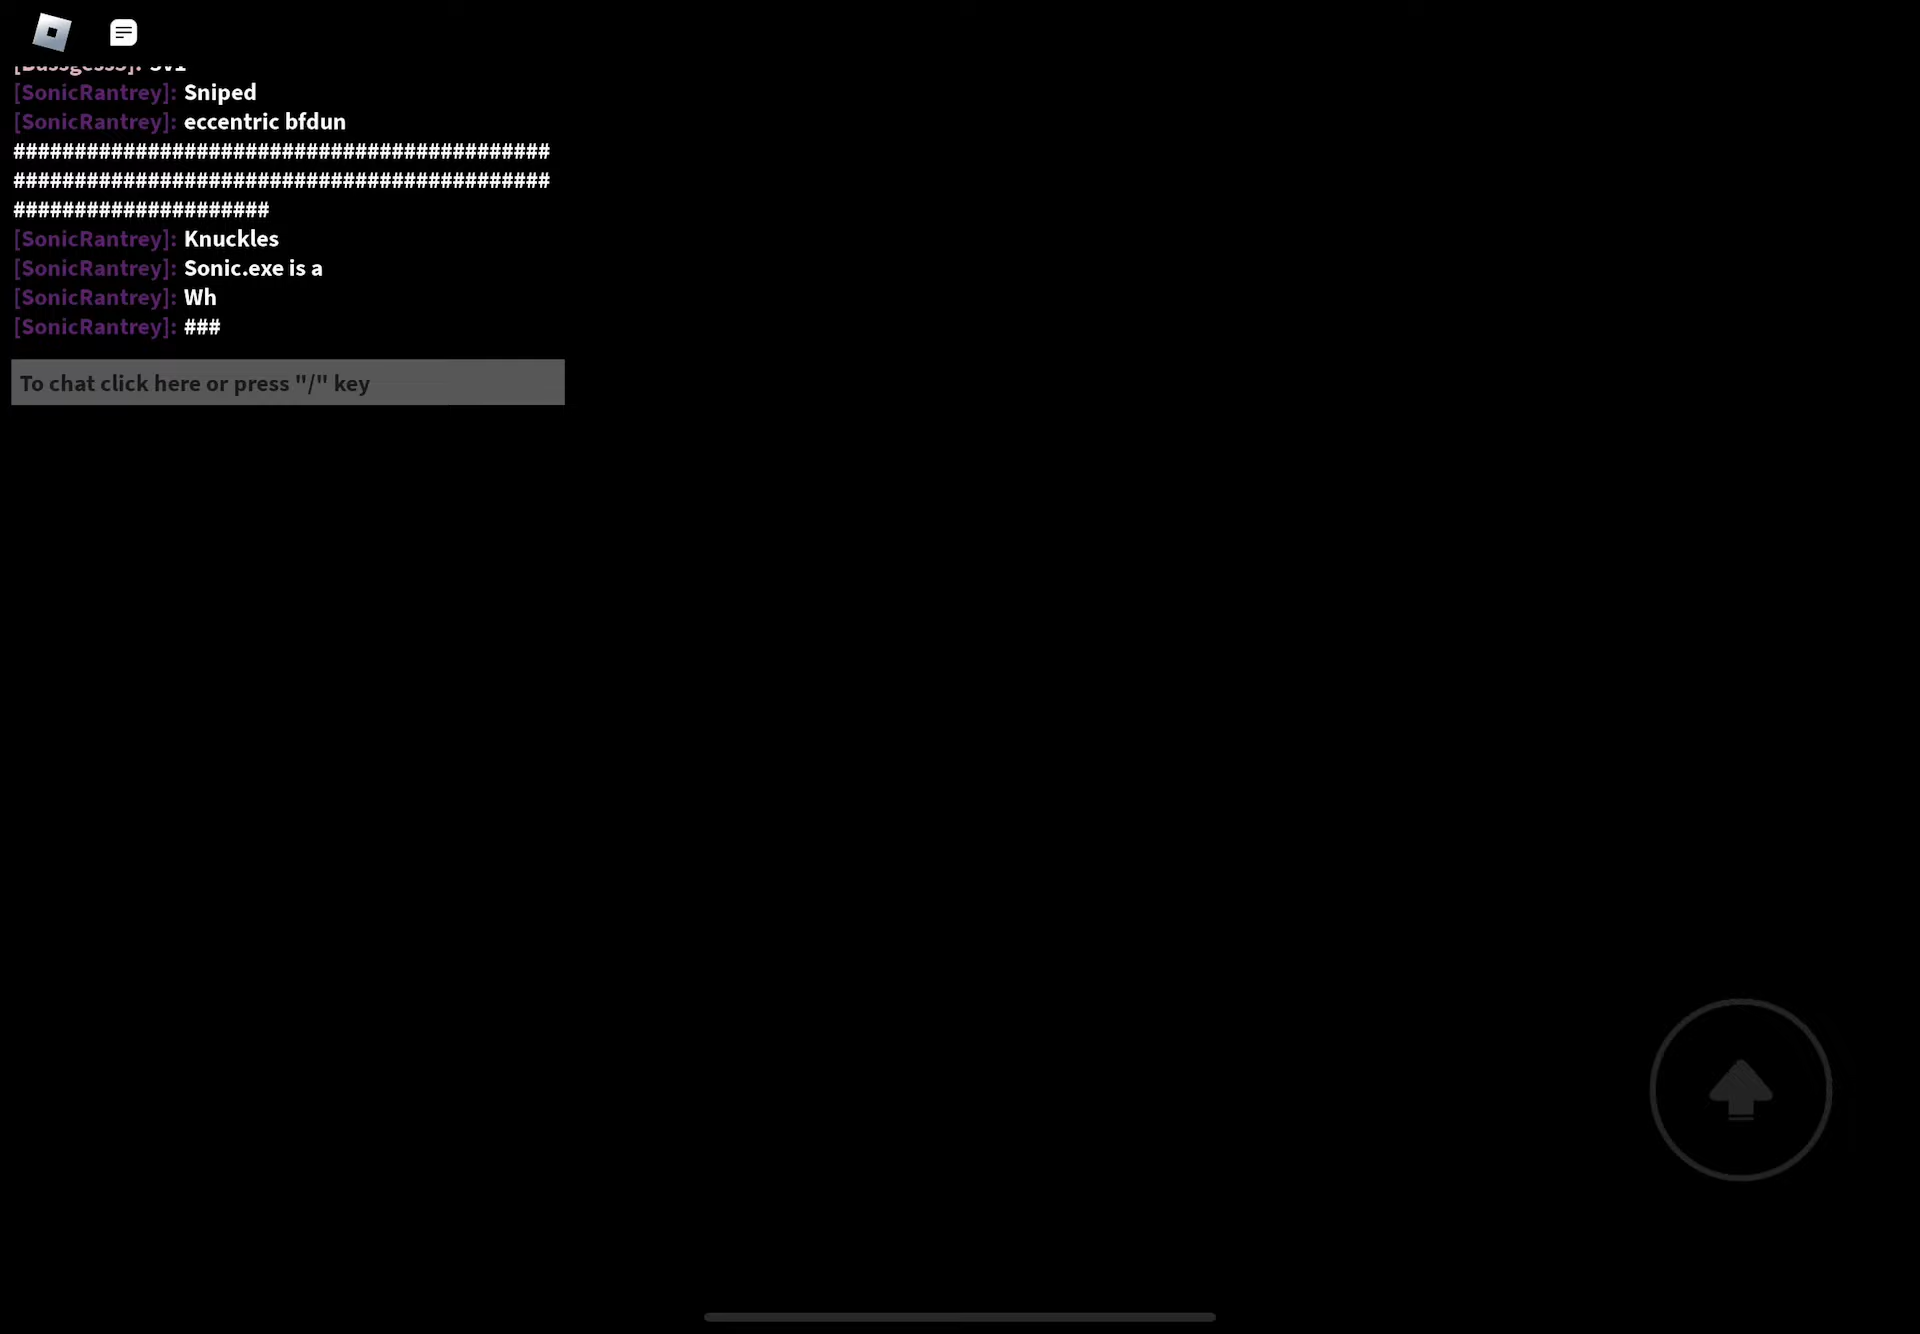 [SonicRantrey]: Sniped
[SonicRantrey]: eccentric bfdun
############################################
############################################
#####################
[SonicRantrey]: Knuckles
[SonicRantrey]: Sonic.exe is a
[SonicRantrey]: Wh
[SonicRantrey]: ###
To chat click here or press "/" key